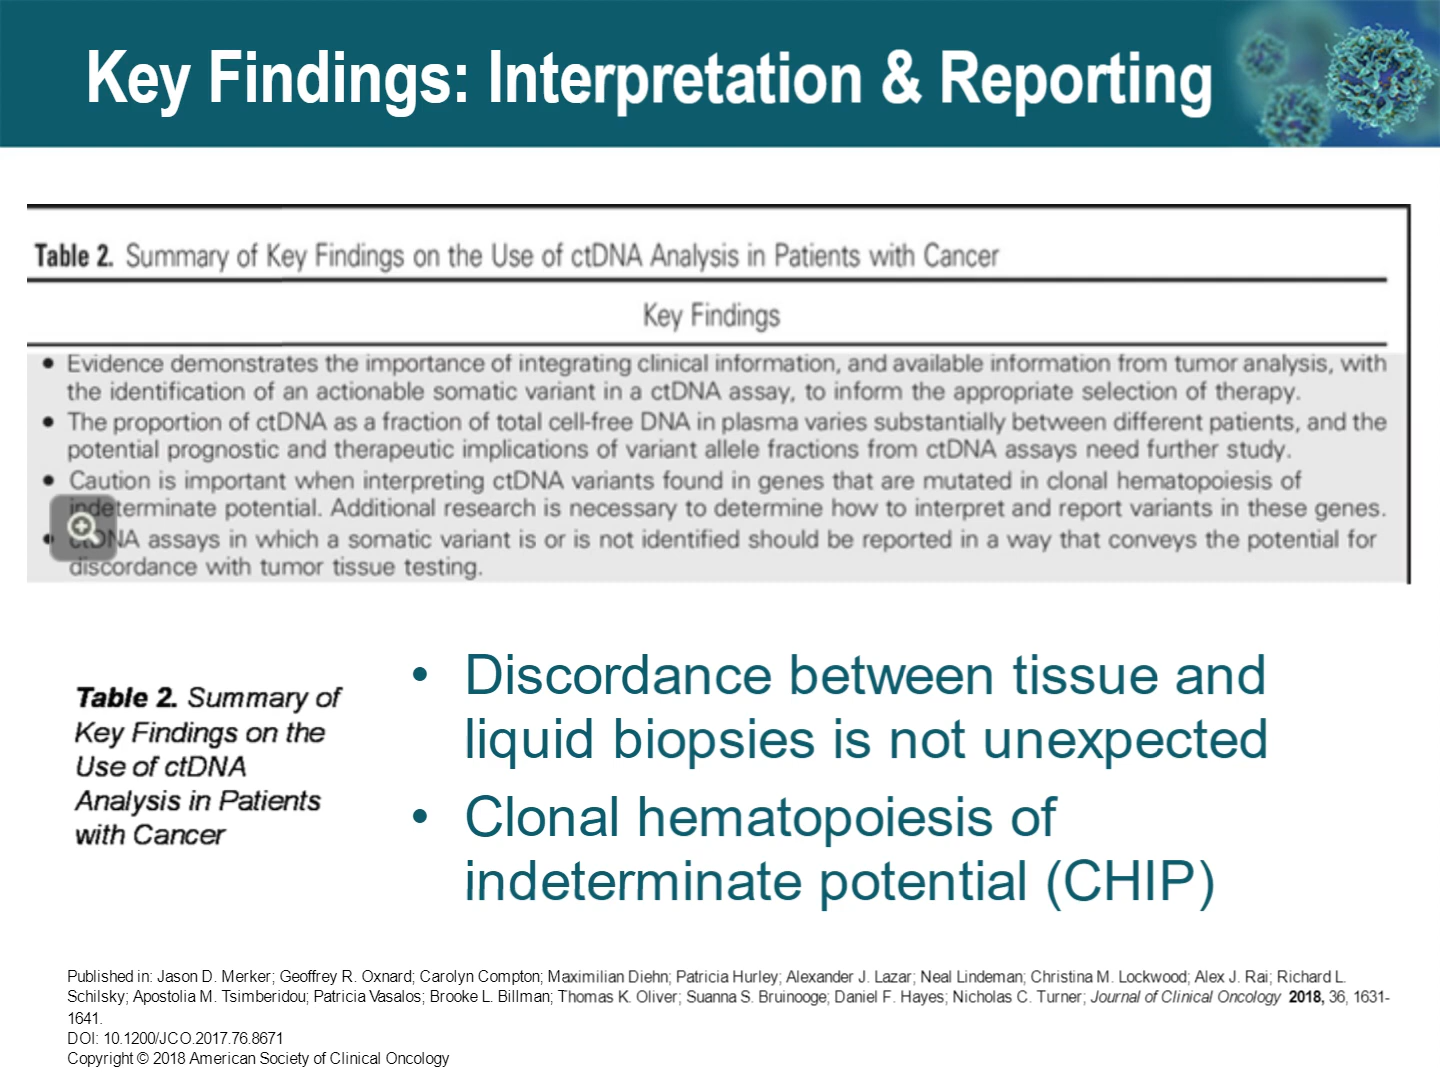 Key Findings: Interpretation & Reporting
Table 2. Summary of Key Findings on the Use of ctDNA Analysis in Patients with Cancer
Key Findings
• Evidence demonstrates the importance of integrating clinical information, and available information from tumor analysis, with
the identification of an actionable somatic variant in a ctDNA assay, to inform the appropriate selection of therapy.
• The proportion of ctDNA as a fraction of total cell-free DNA in plasma varies substantially between different patients, and the
potential prognostic and therapeutic implications of variant allele fractions from ctDNA assays need further study.
• Caution is important when interpreting ctDNA variants found in genes that are mutated in clonal hematopoiesis of
indeterminate potential. Additional research is necessary to determine how to interpret and report variants in these genes.
• ctDNA assays in which a somatic variant is or is not identified should be reported in a way that conveys the potential for
discordance with tumor tissue testing.
Table 2. Summary of
Key Findings on the
Use of ctDNA
Analysis in Patients
with Cancer
• Discordance between tissue and
liquid biopsies is not unexpected
• Clonal hematopoiesis of
indeterminate potential (CHIP)
Published in: Jason D. Merker; Geoffrey R. Oxnard; Carolyn Compton; Maximilian Diehn; Patricia Hurley; Alexander J. Lazar; Neal Lindeman; Christina M. Lockwood; Alex J. Rai; Richard L.
Schilsky; Apostolia M. Tsimberidou; Patricia Vasalos; Brooke L. Billman; Thomas K. Oliver; Suanna S. Bruinooge; Daniel F. Hayes; Nicholas C. Turner; Journal of Clinical Oncology 2018, 36, 1631-
1641.
DOI: 10.1200/JCO.2017.76.8671
Copyright © 2018 American Society of Clinical Oncology